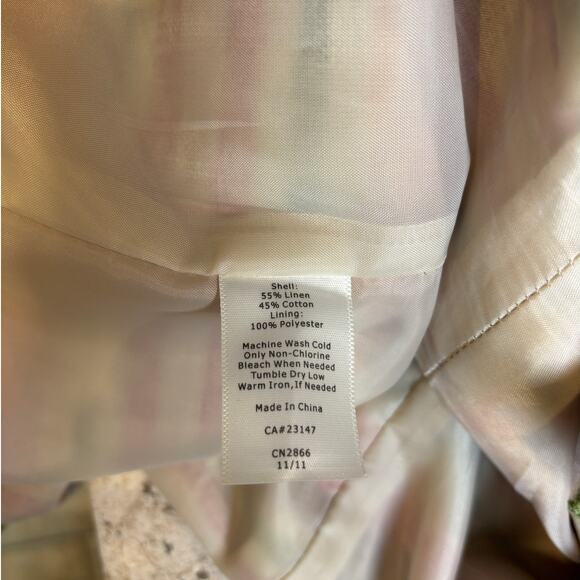 Shell:
55% Linen
45% Cotton
Lining:
100% Polyester
Machine Wash Cold
Only Non-Chlorine
Bleach When Needed
Tumble Dry Low
Warm Iron,If Needed
Made In China
CA#23147
CN2866
11/11